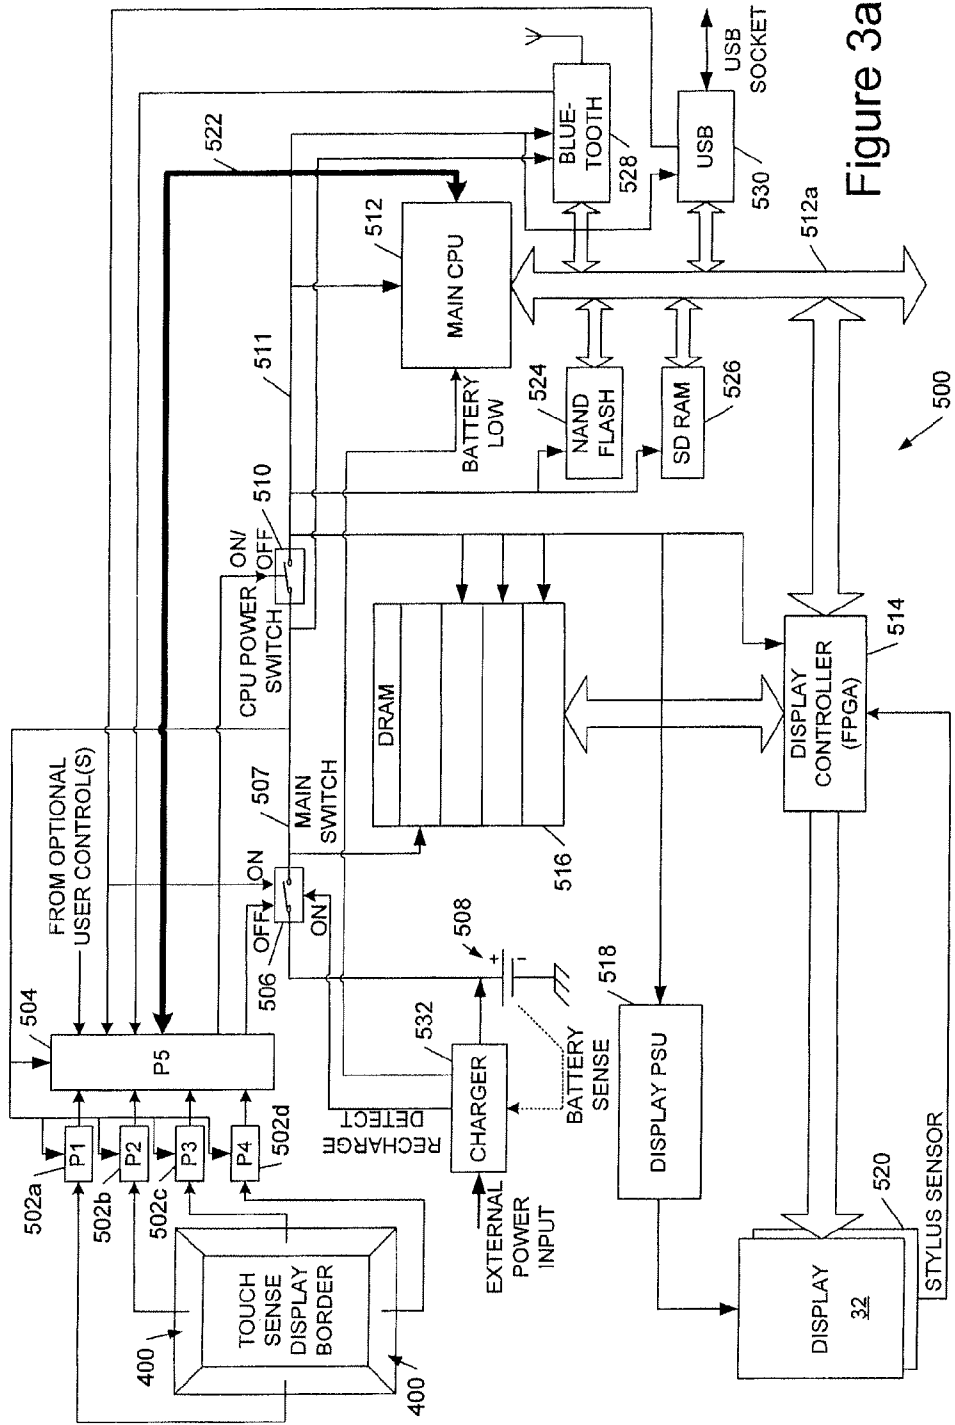 TOUCH
SENSE
DISPLAY
BORDER
400
400
502a
502b
502c
502d
P1
P2
P3
P4
504
P5
FROM OPTIONAL
USER CONTROL(S)
522
OFF
ON
ON
506
507
MAIN
SWITCH
CPU POWER
SWITCH
ON/
OFF
510
511
512
MAIN CPU
BATTERY
LOW
BLUE-
TOOTH
528
USB
530
USB
SOCKET
512a
NAND
FLASH
524
SD RAM
526
DRAM
516
508
+
-
RECHARGE
DETECT
532
CHARGER
EXTERNAL
POWER
INPUT
BATTERY
SENSE
518
DISPLAY PSU
DISPLAY
CONTROLLER
(FPGA)
514
DISPLAY
32
520
STYLUS SENSOR
500
Figure 3a